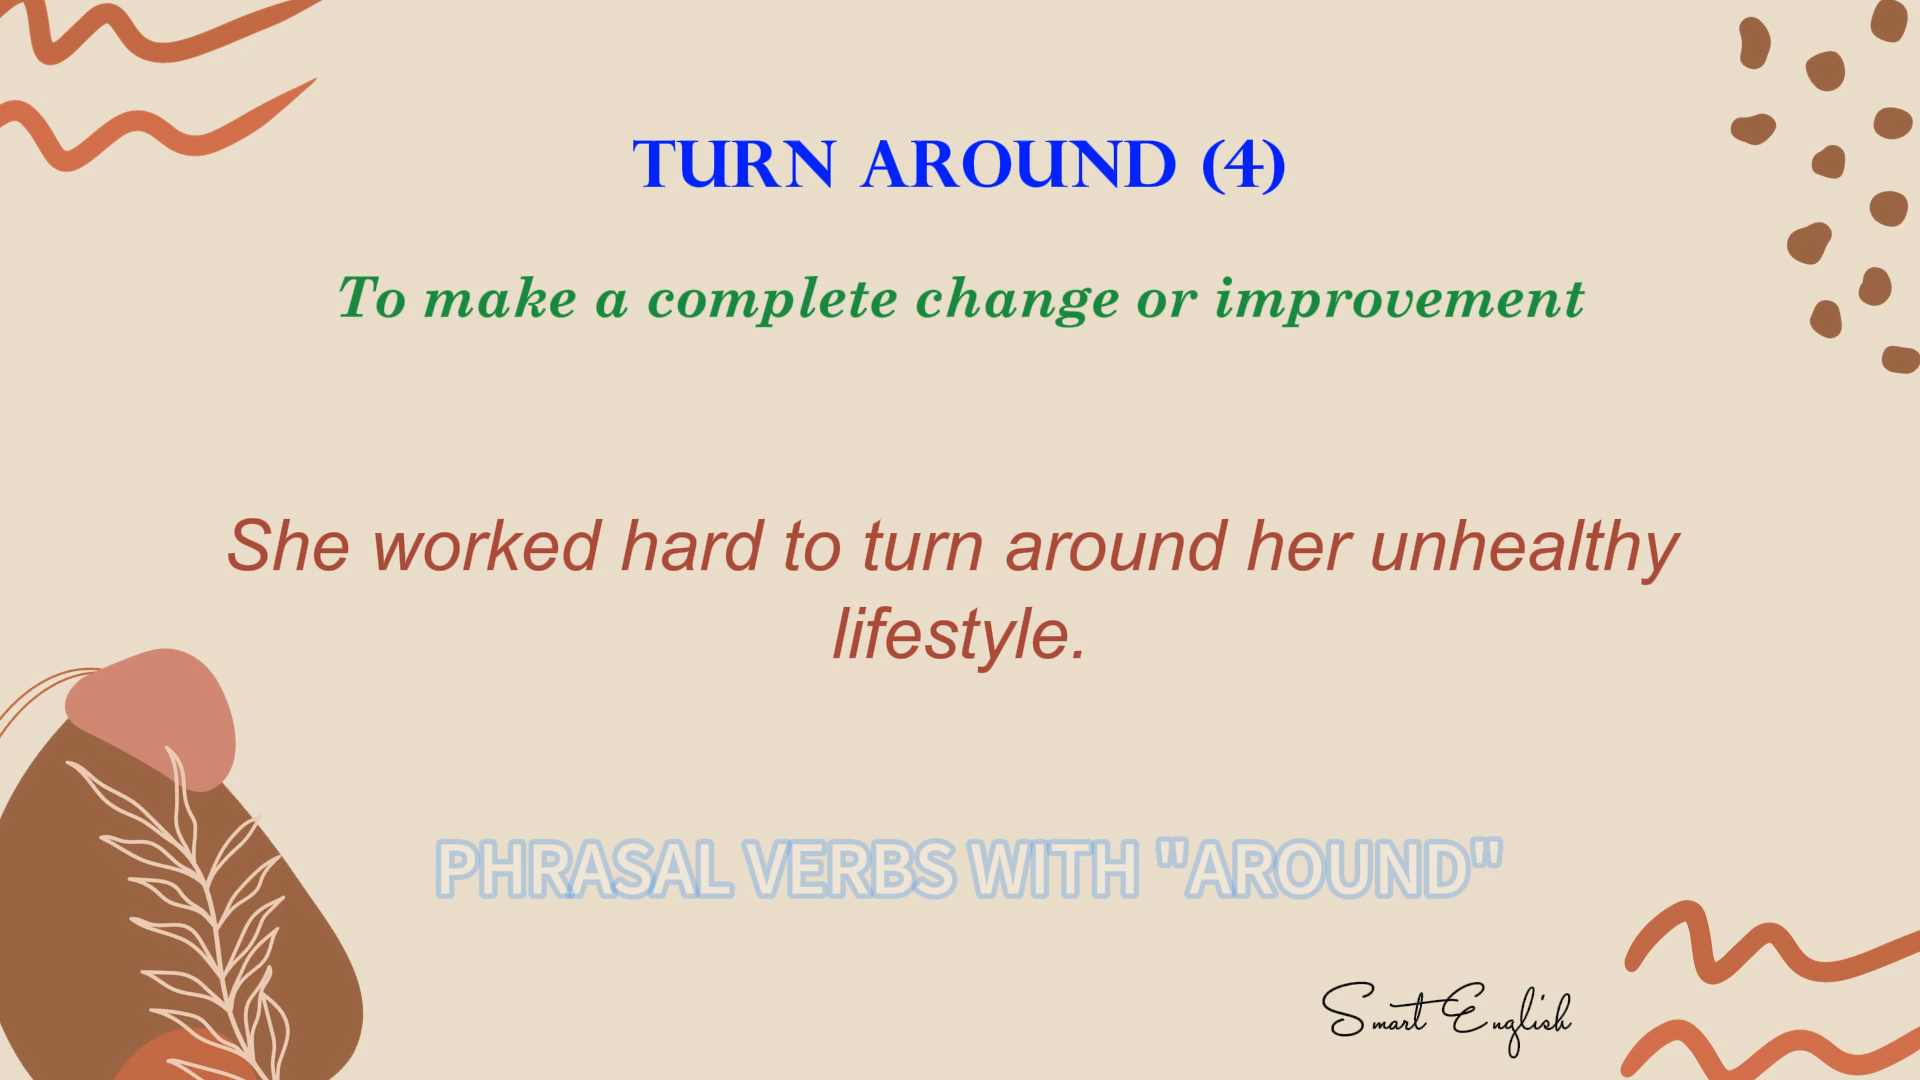 TURN AROUND (4)
To make a complete change or improvement
She worked hard to turn around her unhealthy
lifestyle.
PHRASAL VERBS WITH "AROUND"
Smart English